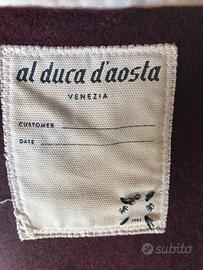 al duca d'aosta
VENEZIA
CUSTOMER
DATE
subito